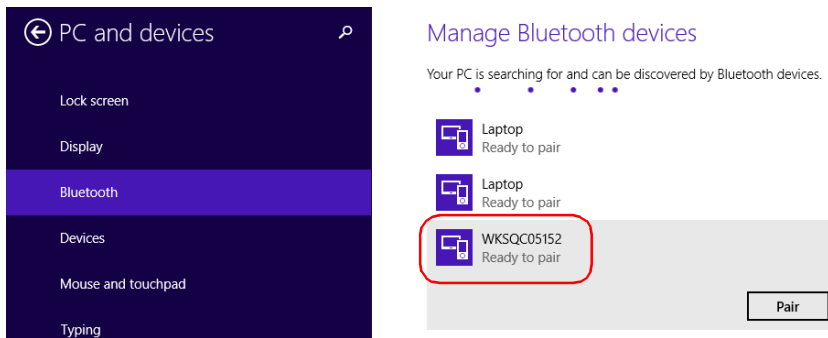 PC and devices
Lock screen
Display
Bluetooth
Devices
Mouse and touchpad
Typing
Manage Bluetooth devices
Your PC is searching for and can be discovered by Bluetooth devices.
Laptop
Ready to pair
Laptop
Ready to pair
WKSQC05152
Ready to pair
Pair